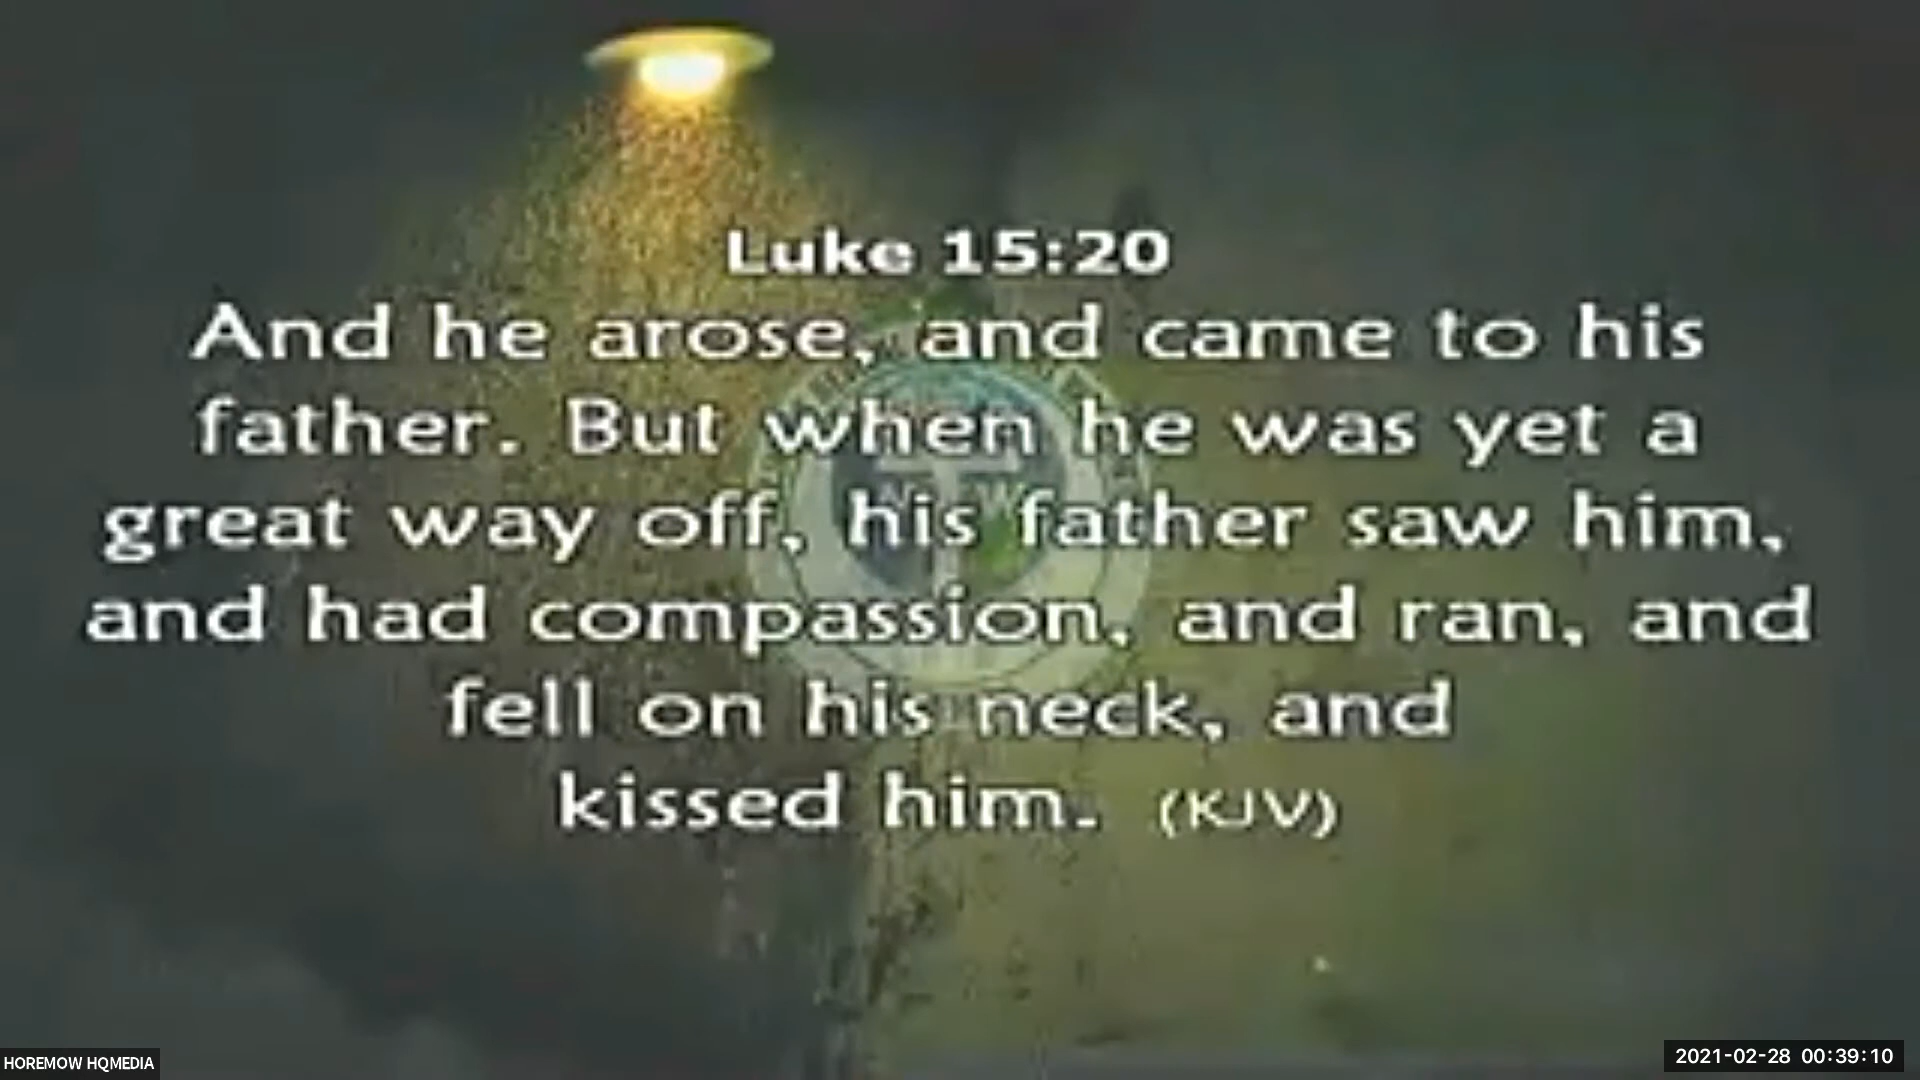 Luke 15:20
And he arose, and came to his
father. But when he was yet a
great way off, his father saw him,
and had compassion, and ran, and
fell on his neck, and
kissed him. (KJV)
HOREMOW HQMEDIA
2021-02-28 00:39:10